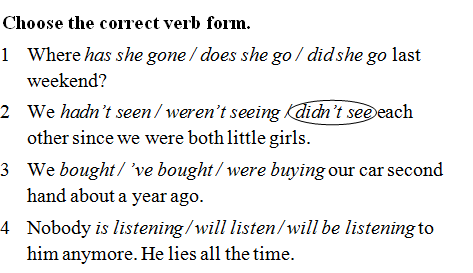 Choose the correct verb form.
1 Where has she gone / does she go / did she go last
weekend?
2 We hadn't seen / weren't seeing / didn't see each
other since we were both little girls.
3 We bought / 've bought / were buying our car second
hand about a year ago.
4 Nobody is listening / will listen / will be listening to
him anymore. He lies all the time.